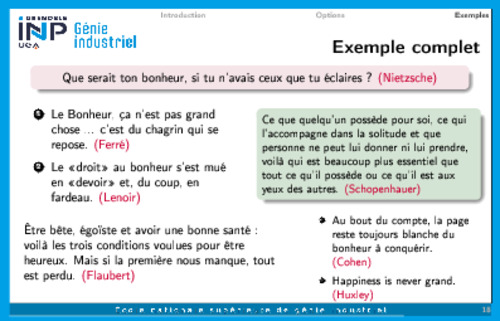 GRENOBLE
INP
UGA
Génie
industriel
Introduction
Options
Exemples
Exemple complet
Que serait ton bonheur, si tu n'avais ceux que tu éclaires ? (Nietzsche)
1 Le Bonheur, ça n'est pas grand
chose ... c'est du chagrin qui se
repose. (Ferré)
2 Le «droit» au bonheur s'est mué
en «devoir» et, du coup, en
fardeau. (Lenoir)
Être bête, égoïste et avoir une bonne santé :
voilà les trois conditions voulues pour être
heureux. Mais si la première nous manque, tout
est perdu. (Flaubert)
Ce que quelqu'un possède pour soi, ce qui
l'accompagne dans la solitude et que
personne ne peut lui donner ni lui prendre,
voilà qui est beaucoup plus essentiel que
tout ce qu'il possède ou ce qu'il est aux
yeux des autres. (Schopenhauer)
Au bout du compte, la page
reste toujours blanche du
bonheur à conquérir.
(Cohen)
Happiness is never grand.
(Huxley)
École nationale supérieure de génie industriel
18